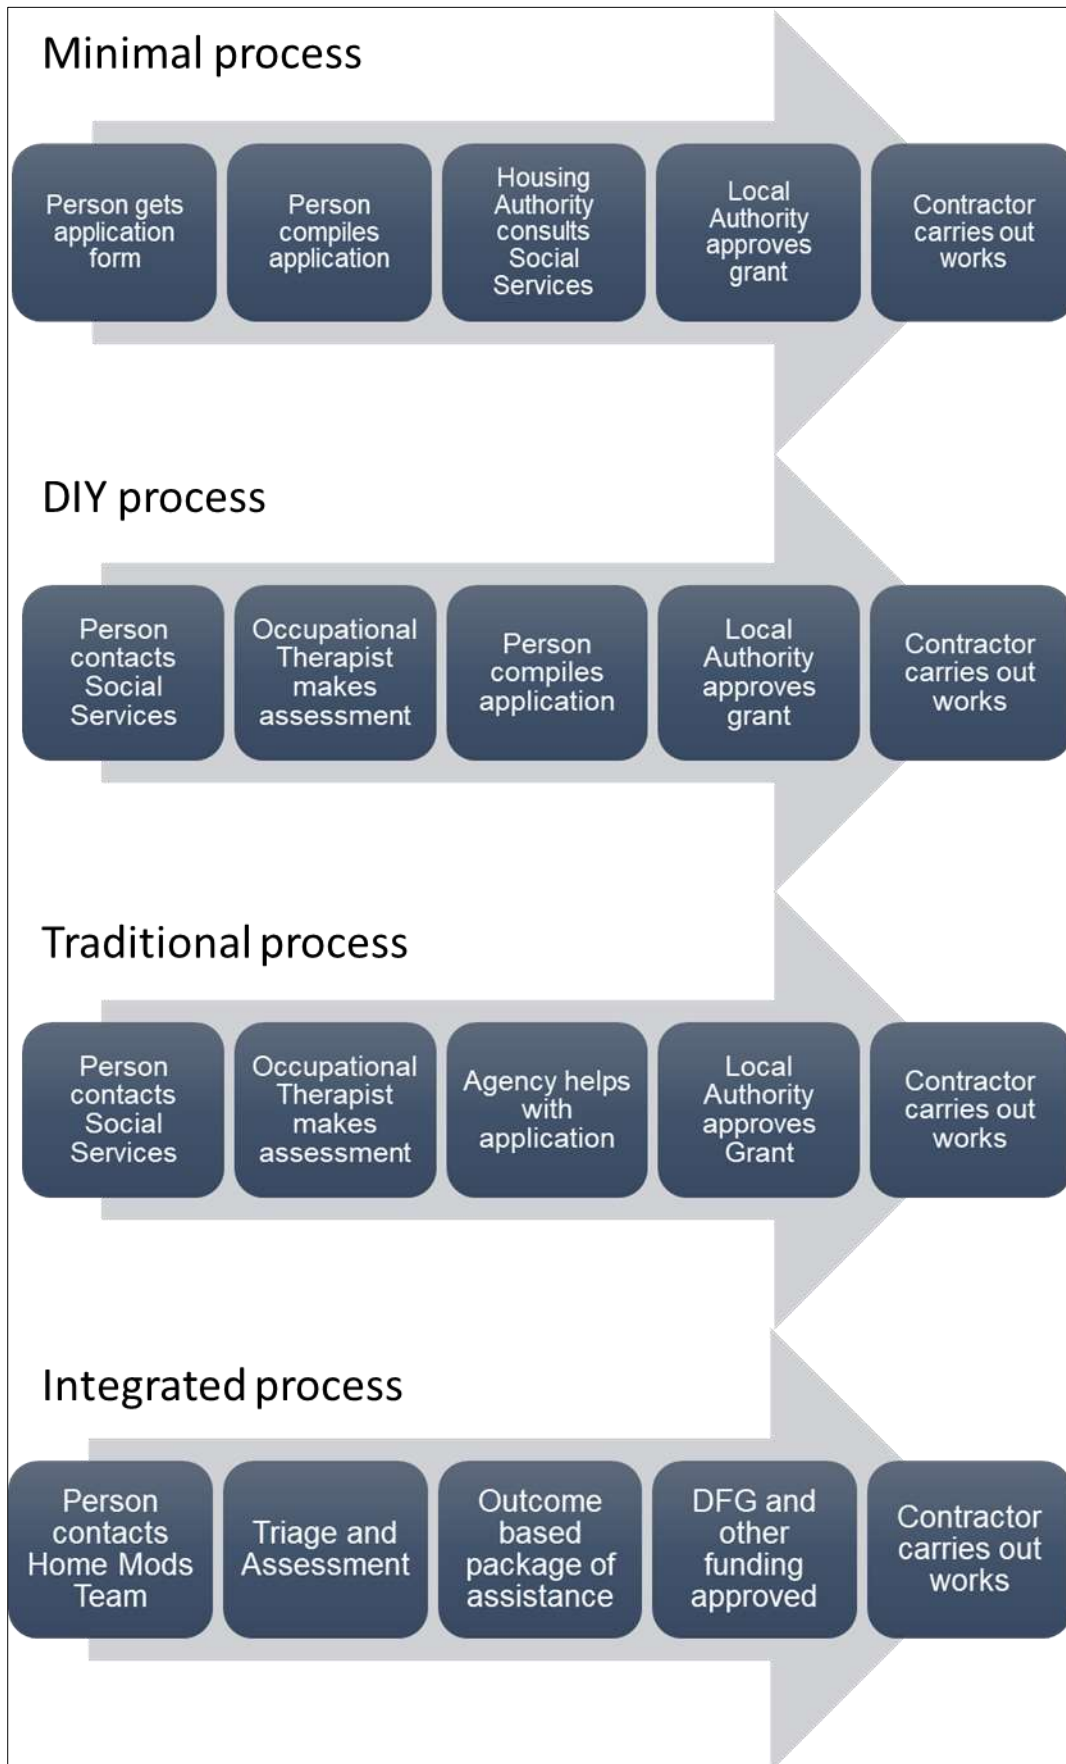 Minimal process
Person gets
application
form
Person
compiles
application
Housing
Authority
consults
Social
Services
Local
Authority
approves
grant
Contractor
carries out
works
DIY process
Person
contacts
Social
Services
Occupational
Therapist
makes
assessment
Person
compiles
application
Local
Authority
approves
grant
Contractor
carries out
works
Traditional process
Person
contacts
Social
Services
Occupational
Therapist
makes
assessment
Agency helps
with
application
Local
Authority
approves
Grant
Contractor
carries out
works
Integrated process
Person
contacts
Home Mods
Team
Triage and
Assessment
Outcome
based
package of
assistance
DFG and
other
funding
approved
Contractor
carries out
works